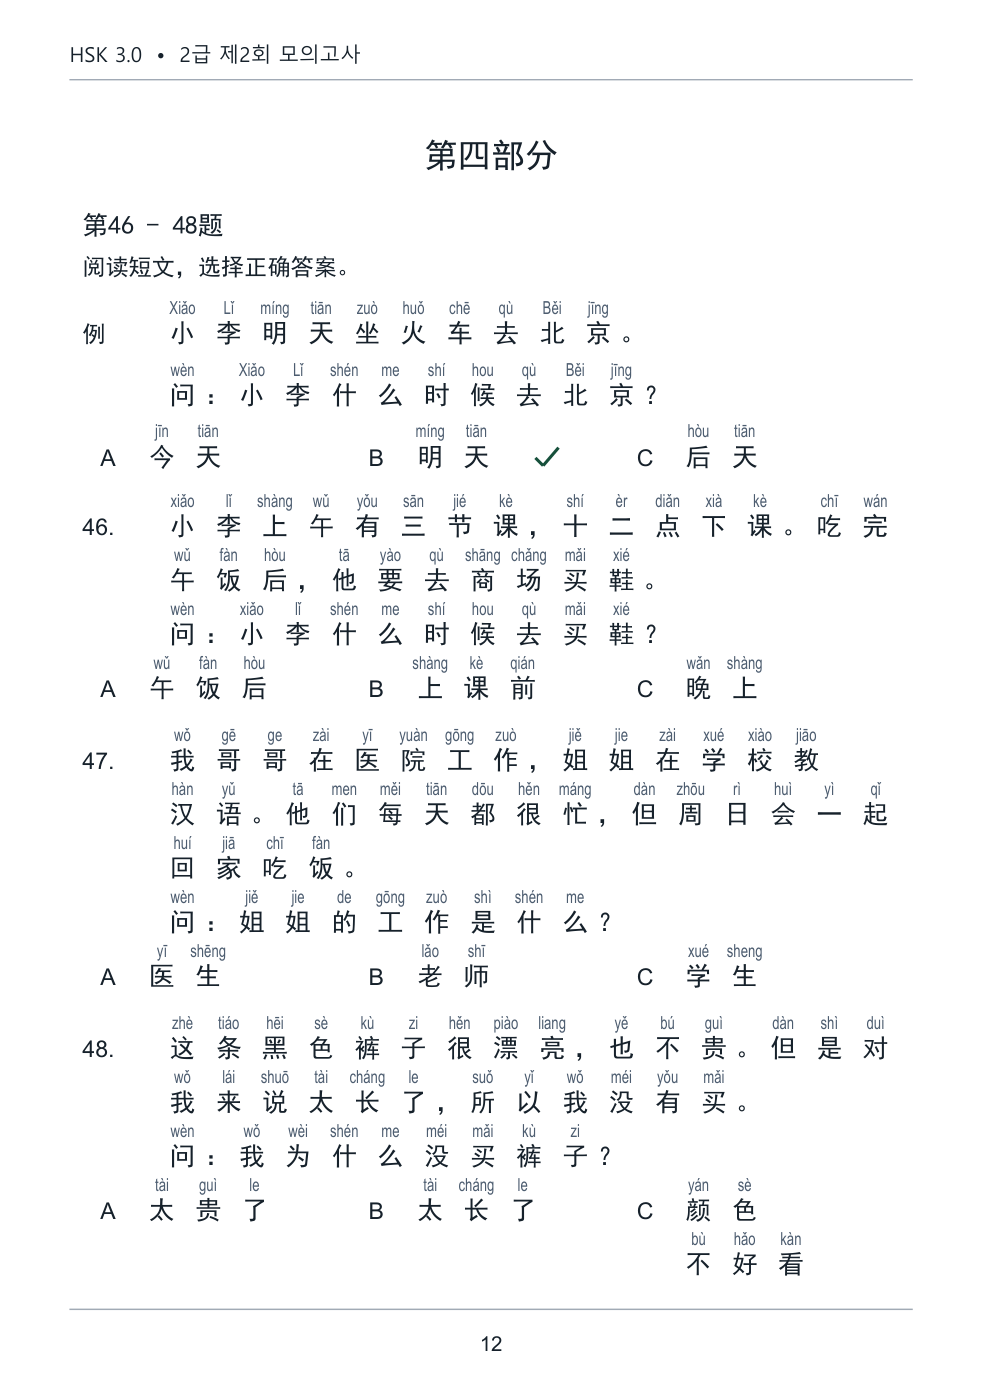 HSK 3.0 • 2급 제2회 모의고사
第四部分
第46 － 48题
阅读短文，选择正确答案。
Xiǎo Lǐ míng tiān zuò huǒ chē qù Běi jīng
例 小李明天坐火车去北京。
wèn Xiǎo Lǐ shén me shí hou qù Běi jīng
问：小李什么时候去北京？
jīn tiān míng tiān hòu tiān
A 今天 B 明天 ✓ C 后天
xiǎo lǐ shàng wǔ yǒu sān jié kè shí èr diǎn xià kè chī wán
46. 小李上午有三节课，十二点下课。吃完
wǔ fàn hòu tā yào qù shāng chǎng mǎi xié
午饭后，他要去商场买鞋。
wèn xiǎo lǐ shén me shí hou qù mǎi xié
问：小李什么时候去买鞋？
wǔ fàn hòu shàng kè qián wǎn shàng
A 午饭后 B 上课前 C 晚上
wǒ gē ge zài yī yuàn gōng zuò jiě jie zài xué xiào jiāo
47. 我哥哥在医院工作，姐姐在学校教
hàn yǔ tā men měi tiān dōu hěn máng dàn zhōu rì huì yì qǐ
汉语。他们每天都很忙，但周日会一起
huí jiā chī fàn
回家吃饭。
wèn jiě jie de gōng zuò shì shén me
问：姐姐的工作是什么？
yī shēng lǎo shī xué sheng
A 医生 B 老师 C 学生
zhè tiáo hēi sè kù zi hěn piào liang yě bú guì dàn shì duì
48. 这条黑色裤子很漂亮，也不贵。但是对
wǒ lái shuō tài cháng le suǒ yǐ wǒ méi yǒu mǎi
我来说太长了，所以我没有买。
wèn wǒ wèi shén me méi mǎi kù zi
问：我为什么没买裤子？
tài guì le tài cháng le yán sè
A 太贵了 B 太长了 C 颜色
bù hǎo kàn
不好看
12